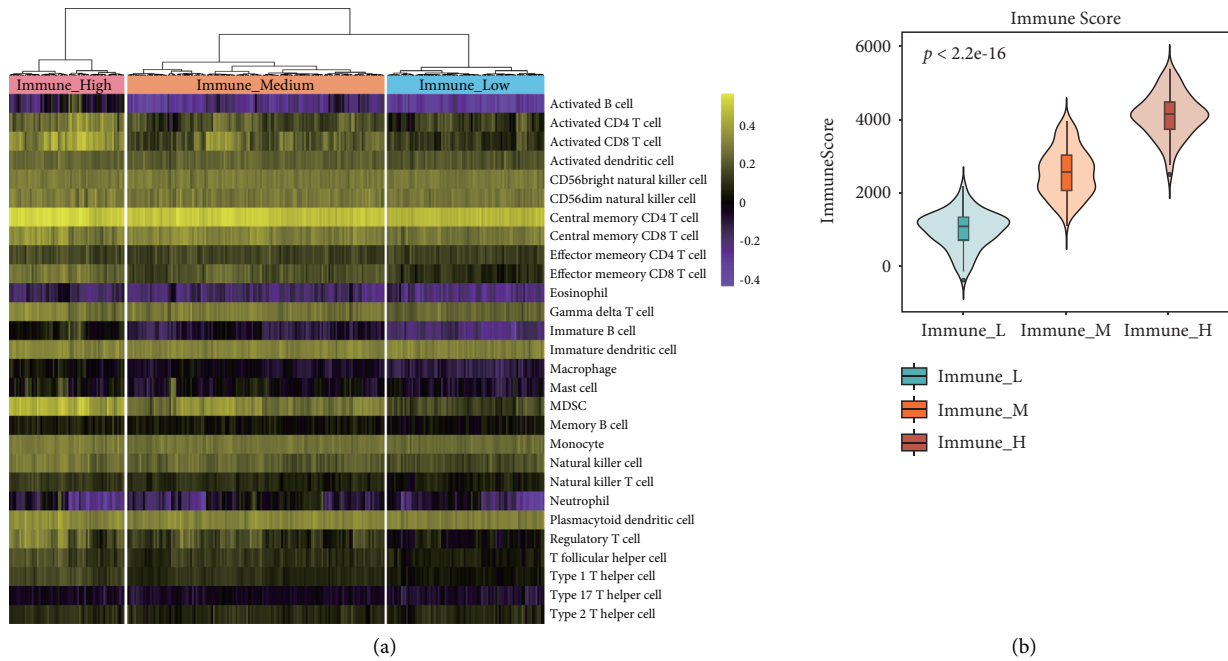 Immune_High
Immune_Medium
Immune_Low
Activated B cell
Activated CD4 T cell
Activated CD8 T cell
Activated dendritic cell
CD56bright natural killer cell
CD56dim natural killer cell
Central memory CD4 T cell
Central memory CD8 T cell
Effector memeory CD4 T cell
Effector memeory CD8 T cell
Eosinophil
Gamma delta T cell
Immature B cell
Immature dendritic cell
Macrophage
Mast cell
MDSC
Memory B cell
Monocyte
Natural killer cell
Natural killer T cell
Neutrophil
Plasmacytoid dendritic cell
Regulatory T cell
T follicular helper cell
Type 1 T helper cell
Type 17 T helper cell
Type 2 T helper cell
0.4
0.2
0
-0.2
-0.4
(a)
Immune Score
p < 2.2e-16
ImmuneScore
6000
4000
2000
0
Immune_L
Immune_M
Immune_H
Immune_L
Immune_M
Immune_H
(b)